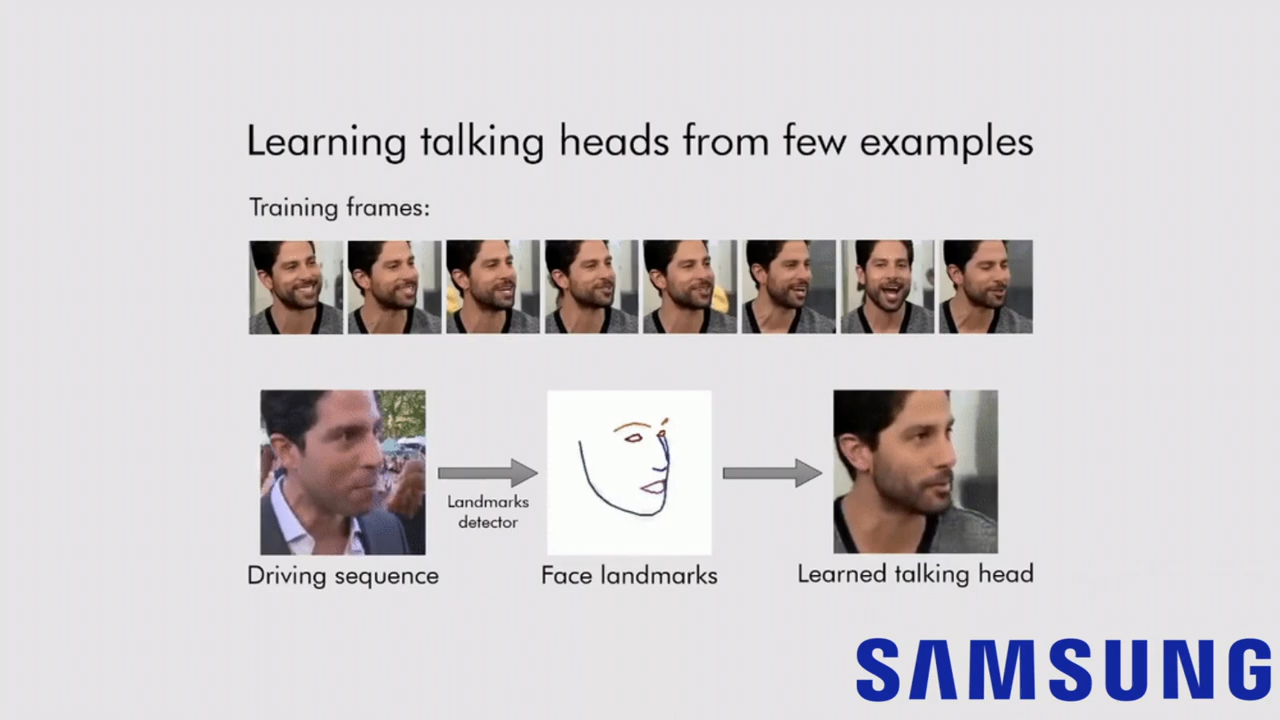 Learning talking heads from few examples
Training frames:
Landmarks
detector
Driving sequence
Face landmarks
Learned talking head
SAMSUNG